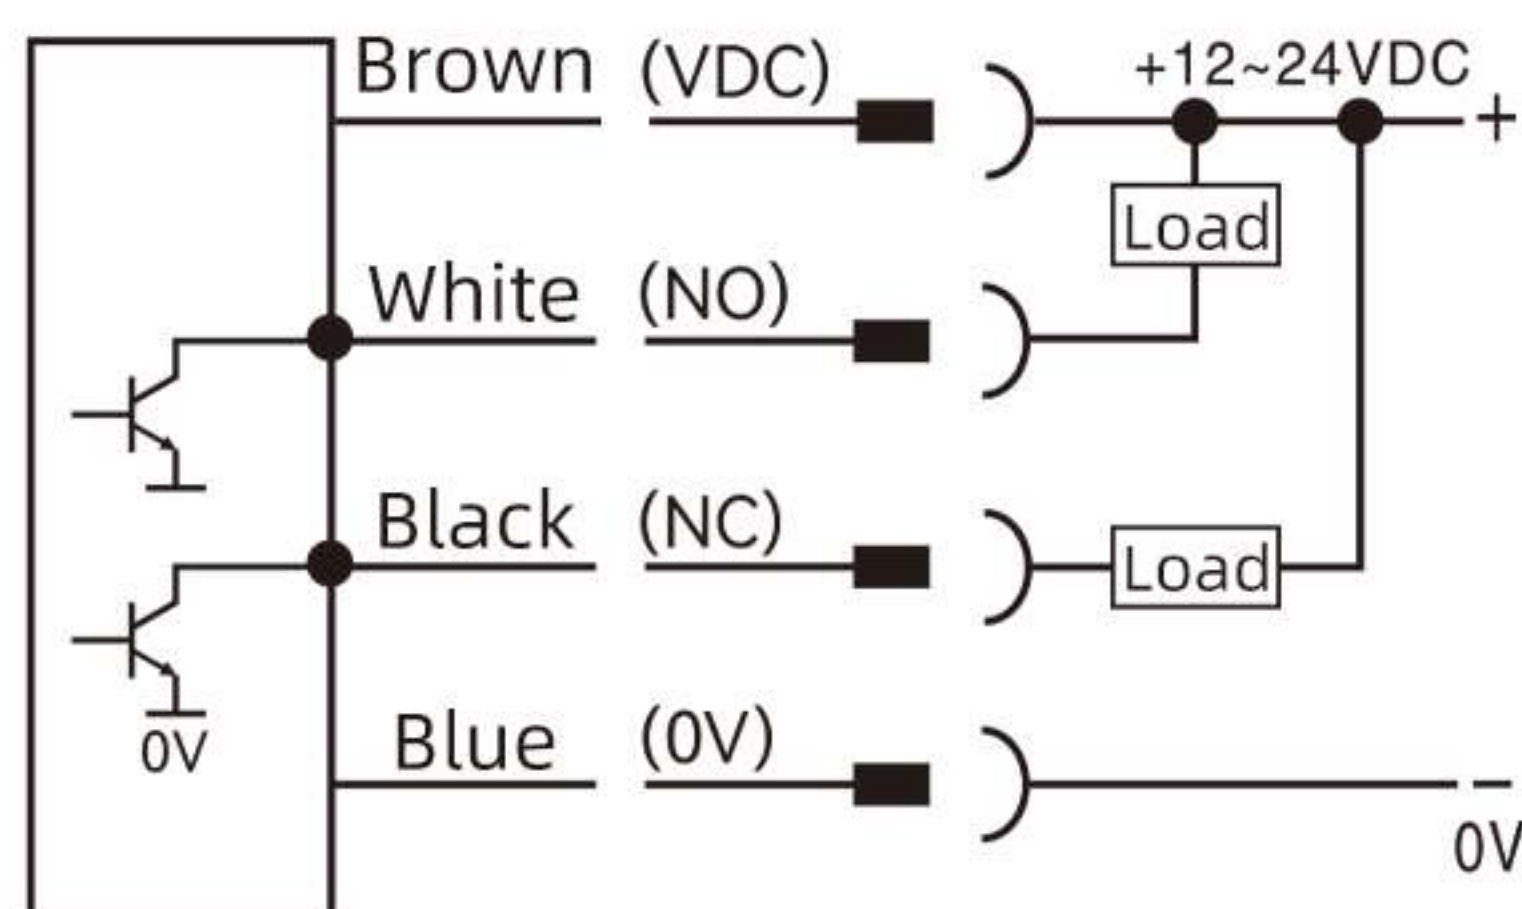 Brown (VDC) +12~24VDC
+
Load
White (NO)
Black (NC)
Load
0V
Blue (0V)
−
0V